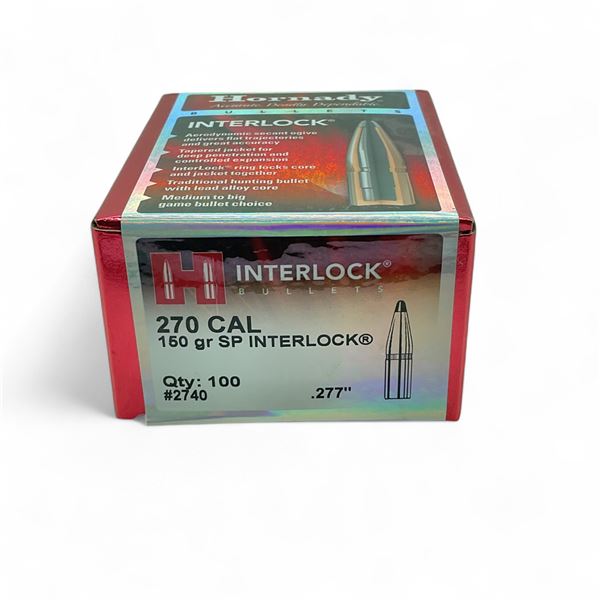 Hornady
Accurate. Deadly. Dependable.
BULLETS
INTERLOCK®
Aerodynamic secant ogive
delivers flat trajectories
and great accuracy
Tapered jacket for
deep penetration and
controlled expansion
InterLock® ring locks core
and jacket together
Traditional hunting bullet
with lead alloy core
Medium to big
game bullet choice
H INTERLOCK®
BULLETS
270 CAL
150 gr SP INTERLOCK®
Qty: 100
#2740 .277"